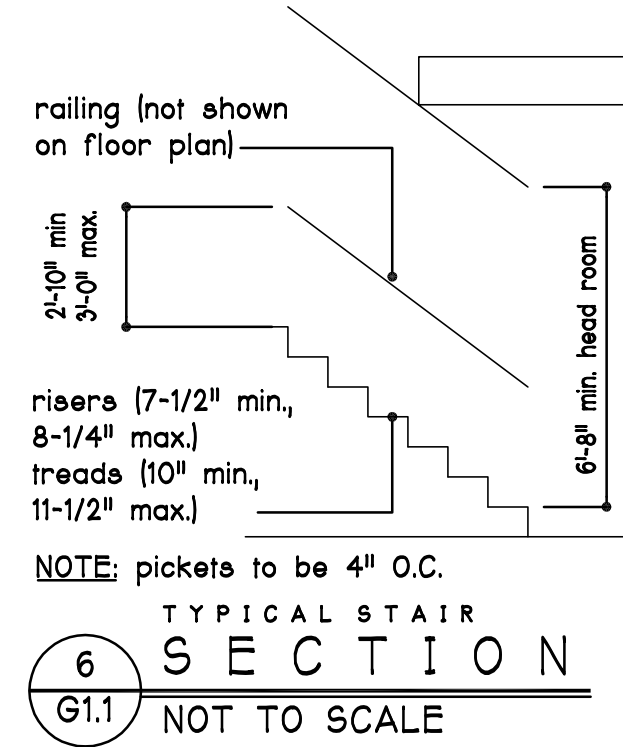 railing (not shown
on floor plan)
2'-10" min
3'-0" max.
6'-8" min. head room
risers (7-1/2" min.,
8-1/4" max.)
treads (10" min.,
11-1/2" max.)
NOTE: pickets to be 4" O.C.
TYPICAL STAIR
SECTION
6
G1.1
NOT TO SCALE